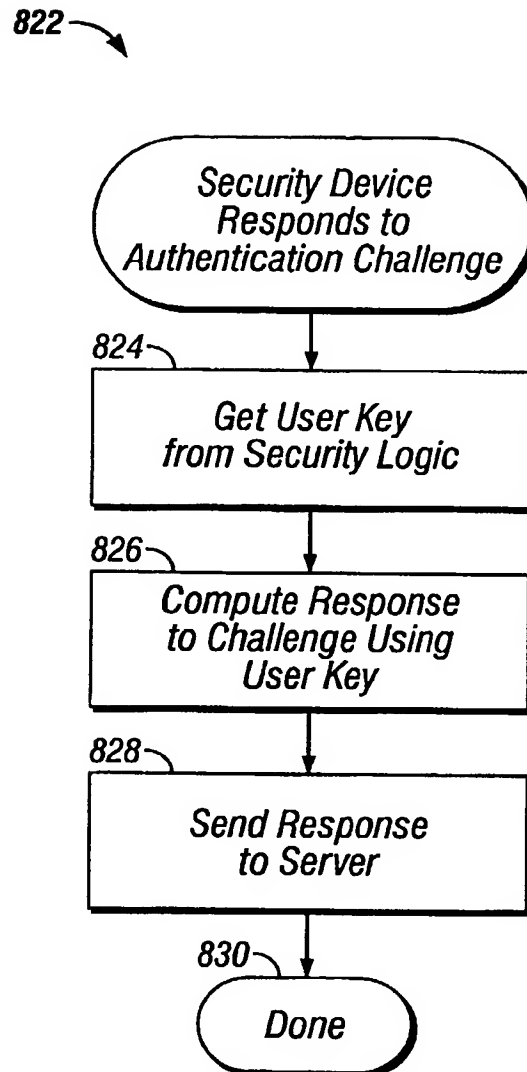 822
Security Device
Responds to
Authentication Challenge
824
Get User Key
from Security Logic
826
Compute Response
to Challenge Using
User Key
828
Send Response
to Server
830
Done